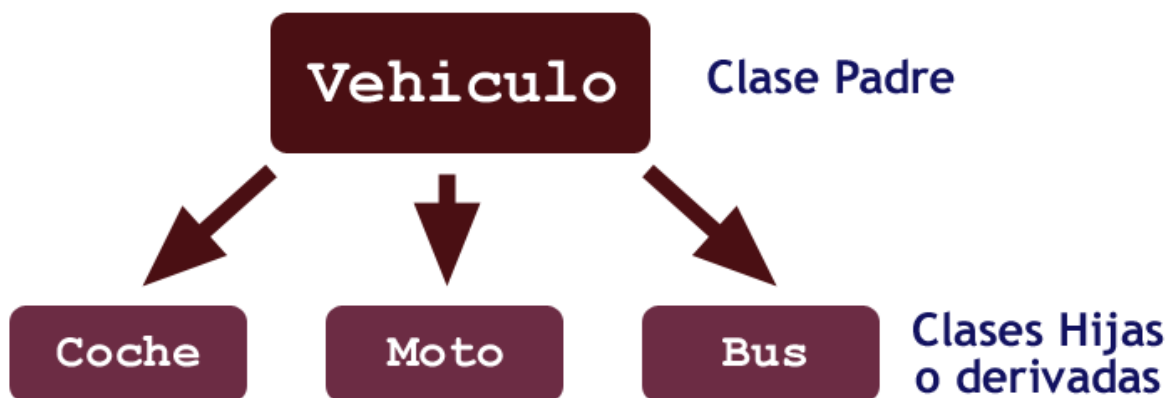 Vehiculo
Clase Padre
Coche
Moto
Bus
Clases Hijas
o derivadas